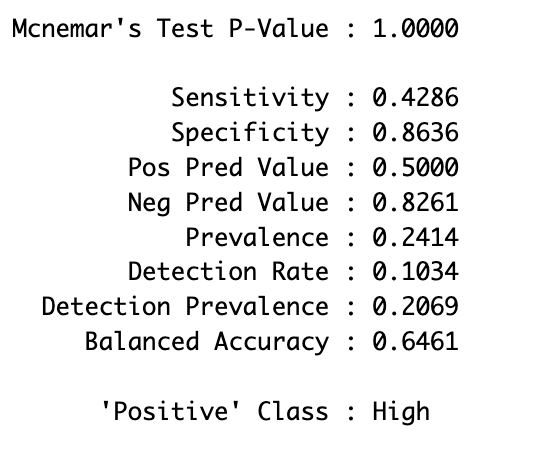 Mcnemar's Test P-Value : 1.0000
Sensitivity : 0.4286
Specificity : 0.8636
Pos Pred Value : 0.5000
Neg Pred Value : 0.8261
Prevalence : 0.2414
Detection Rate : 0.1034
Detection Prevalence : 0.2069
Balanced Accuracy : 0.6461
'Positive' Class : High